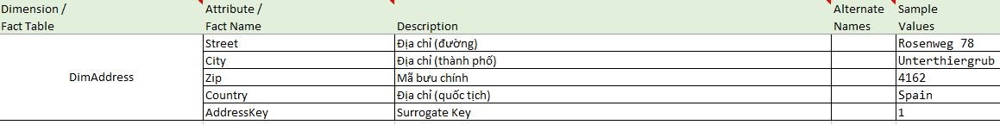 Dimension / Attribute / Alternate Sample
Fact Table Fact Name Description Names Values
Street Địa chỉ (đường) Rosenweg 78
City Địa chỉ (thành phố) Unterthiergrub
DimAddress Zip Mã bưu chính 4162
Country Địa chỉ (quốc tịch) Spain
AddressKey Surrogate Key 1